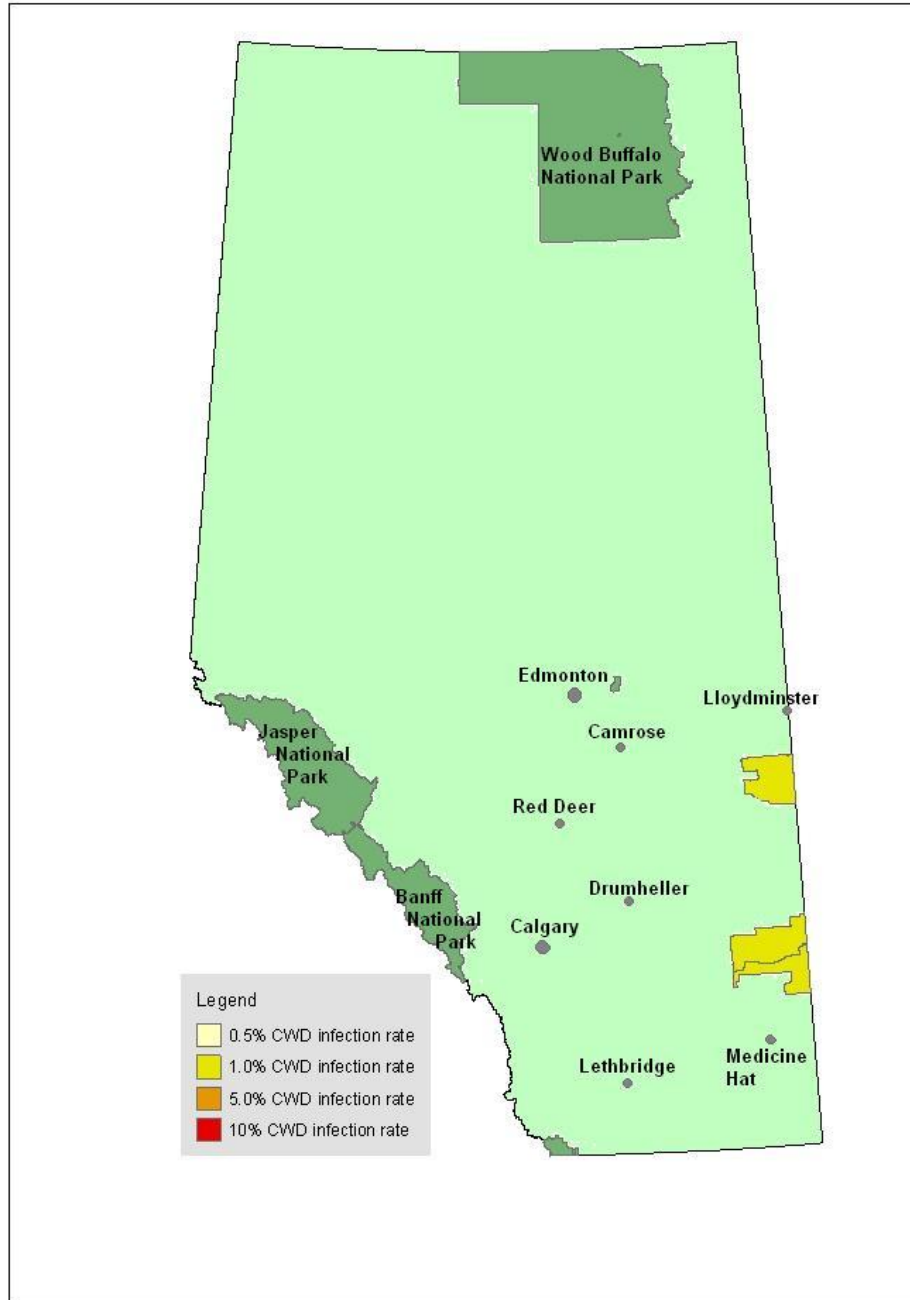 Wood Buffalo
National Park
Edmonton
Lloydminster
Camrose
Jasper
National
Park
Red Deer
Drumheller
Banff
National
Park
Calgary
Legend
0.5% CWD infection rate
1.0% CWD infection rate
5.0% CWD infection rate
10% CWD infection rate
Lethbridge
Medicine
Hat